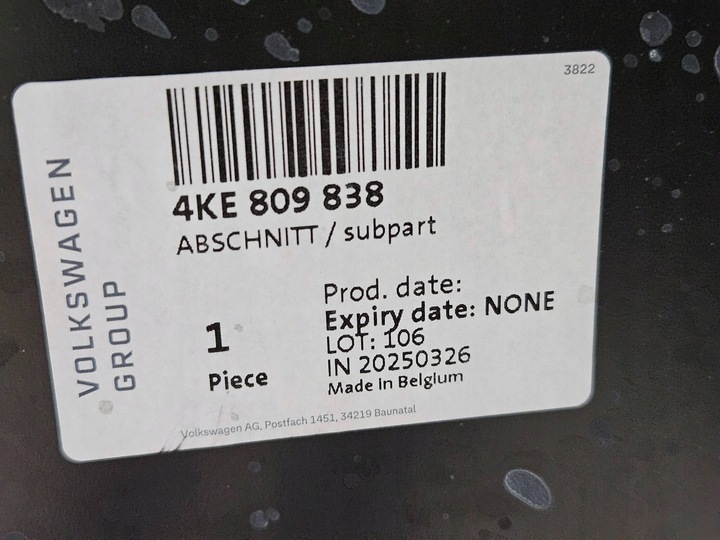 3822
VOLKSWAGEN
GROUP
4KE 809 838
ABSCHNITT / subpart
1
Piece
Prod. date:
Expiry date: NONE
LOT: 106
IN 20250326
Made In Belgium
Volkswagen AG, Postfach 1451, 34219 Baunatal